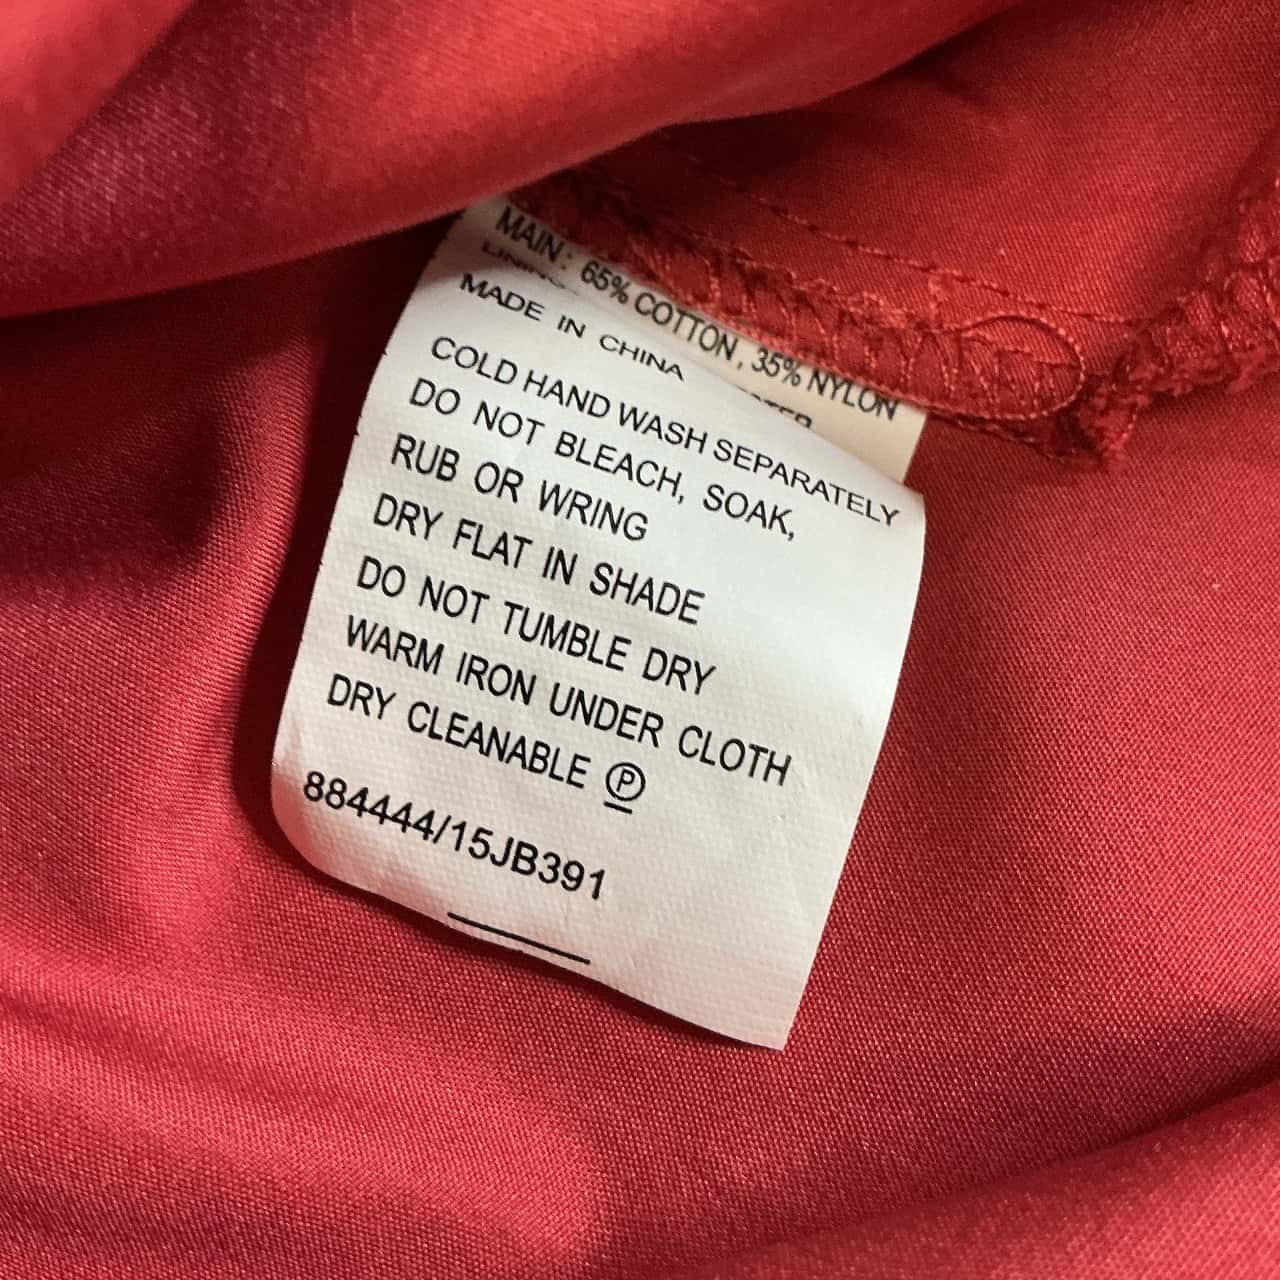 MAIN: 65% COTTON, 35% NYLON
LINING
MADE IN CHINA
COLD HAND WASH SEPARATELY
DO NOT BLEACH, SOAK,
RUB OR WRING
DRY FLAT IN SHADE
DO NOT TUMBLE DRY
WARM IRON UNDER CLOTH
DRY CLEANABLE Ⓟ
884444/15JB391